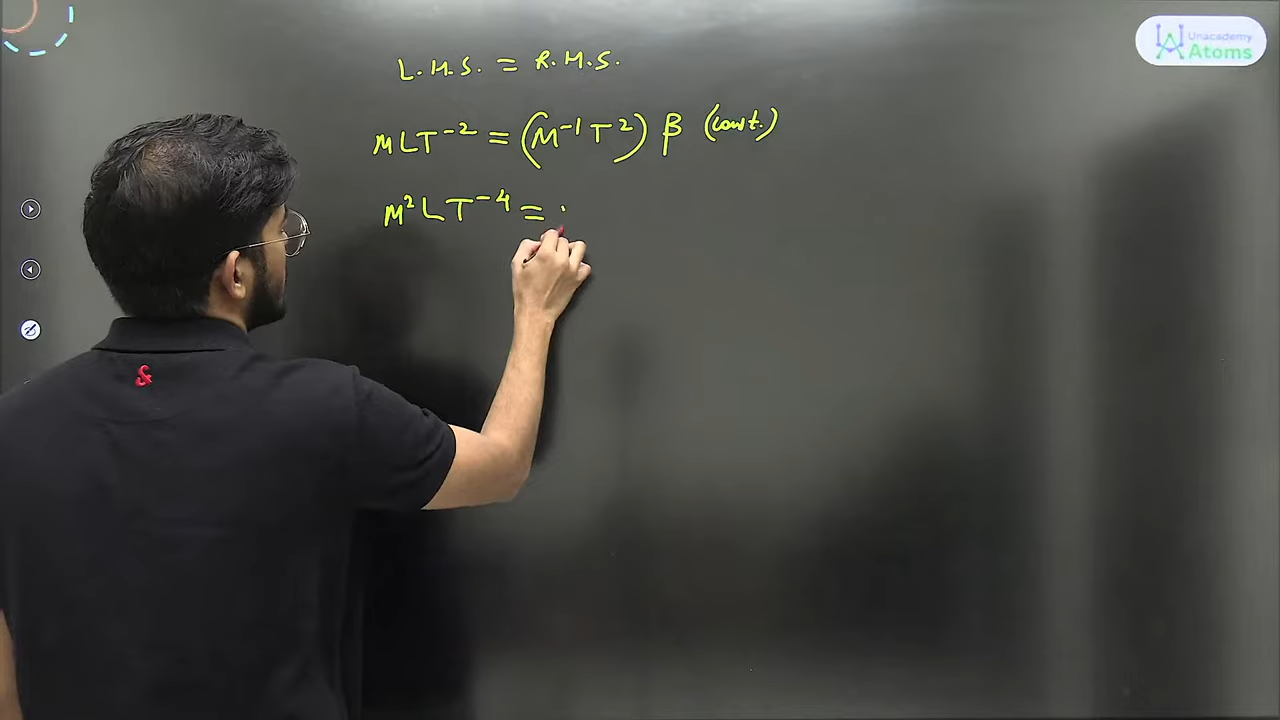 Unacademy
Atoms
L.H.S. = R.H.S.
MLT⁻² = (M⁻¹T²) β (const.)
M²LT⁻⁴ =